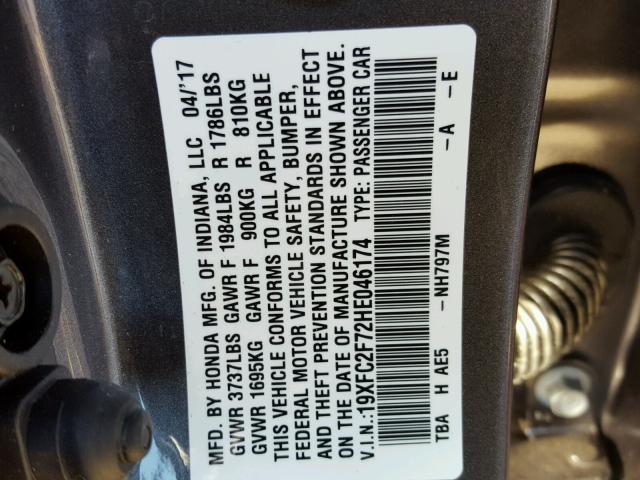 MFD. BY HONDA MFG. OF INDIANA, LLC 04/'17
GVWR 3737LBS GAWR F 1984LBS R 1786LBS
GVWR 1695KG GAWR F 900KG R 810KG
THIS VEHICLE CONFORMS TO ALL APPLICABLE
FEDERAL MOTOR VEHICLE SAFETY, BUMPER,
AND THEFT PREVENTION STANDARDS IN EFFECT
ON THE DATE OF MANUFACTURE SHOWN ABOVE.
V.I.N.:19XFC2F72HE046174 TYPE: PASSENGER CAR
TBA H AE5 -NH797M -A -E